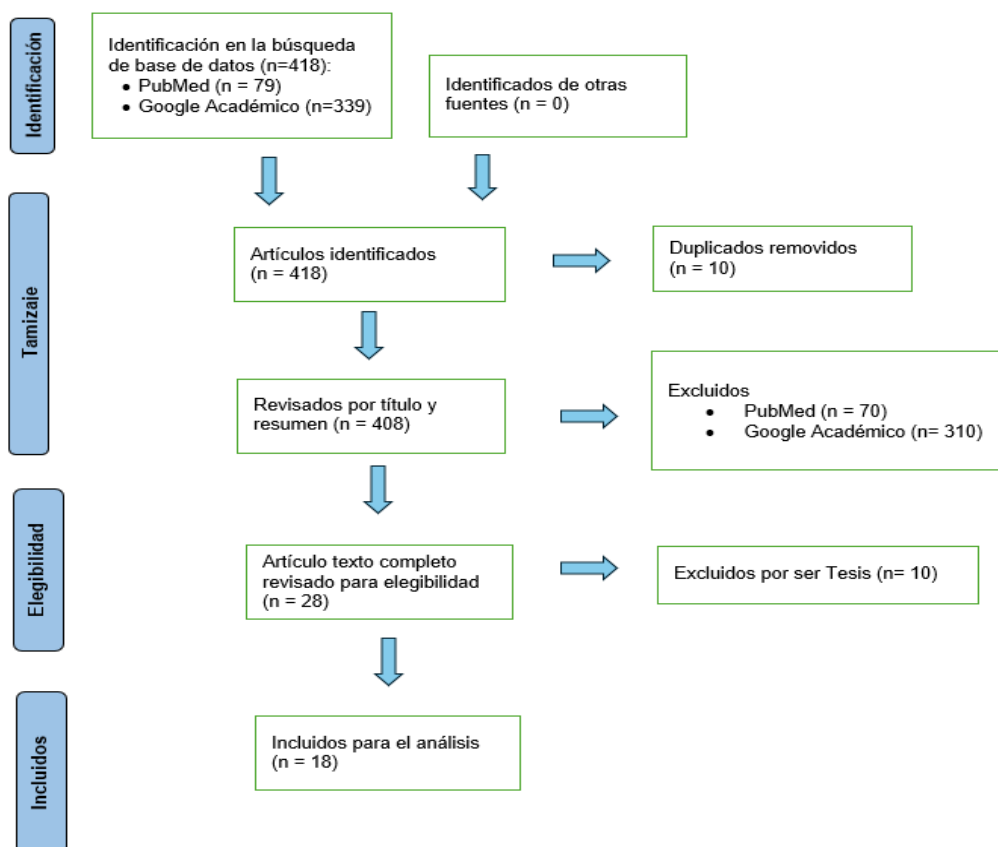 Identificación
Identificación en la búsqueda
de base de datos (n=418):
• PubMed (n = 79)
• Google Académico (n=339)
Identificados de otras
fuentes (n = 0)
Tamizaje
Artículos identificados
(n = 418)
Duplicados removidos
(n = 10)
Revisados por título y
resumen (n = 408)
Excluidos
• PubMed (n = 70)
• Google Académico (n= 310)
Elegibilidad
Artículo texto completo
revisado para elegibilidad
(n = 28)
Excluidos por ser Tesis (n= 10)
Incluidos
Incluidos para el análisis
(n = 18)